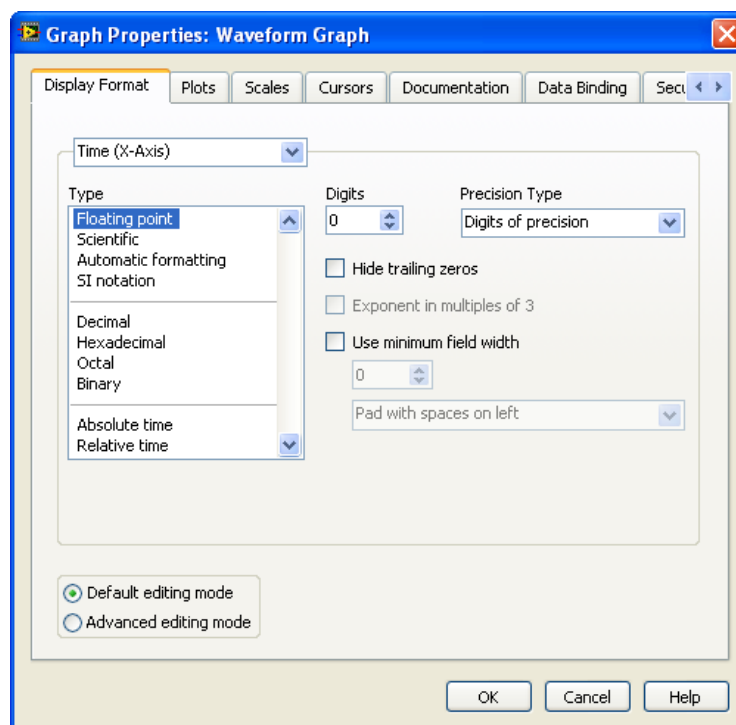 Graph Properties: Waveform Graph
Display Format Plots Scales Cursors Documentation Data Binding Secu
Time (X-Axis)
Type Digits Precision Type
Floating point 0 Digits of precision
Scientific
Automatic formatting Hide trailing zeros
SI notation Exponent in multiples of 3
Decimal Use minimum field width
Hexadecimal
Octal 0
Binary
Absolute time Pad with spaces on left
Relative time
Default editing mode
Advanced editing mode
OK Cancel Help